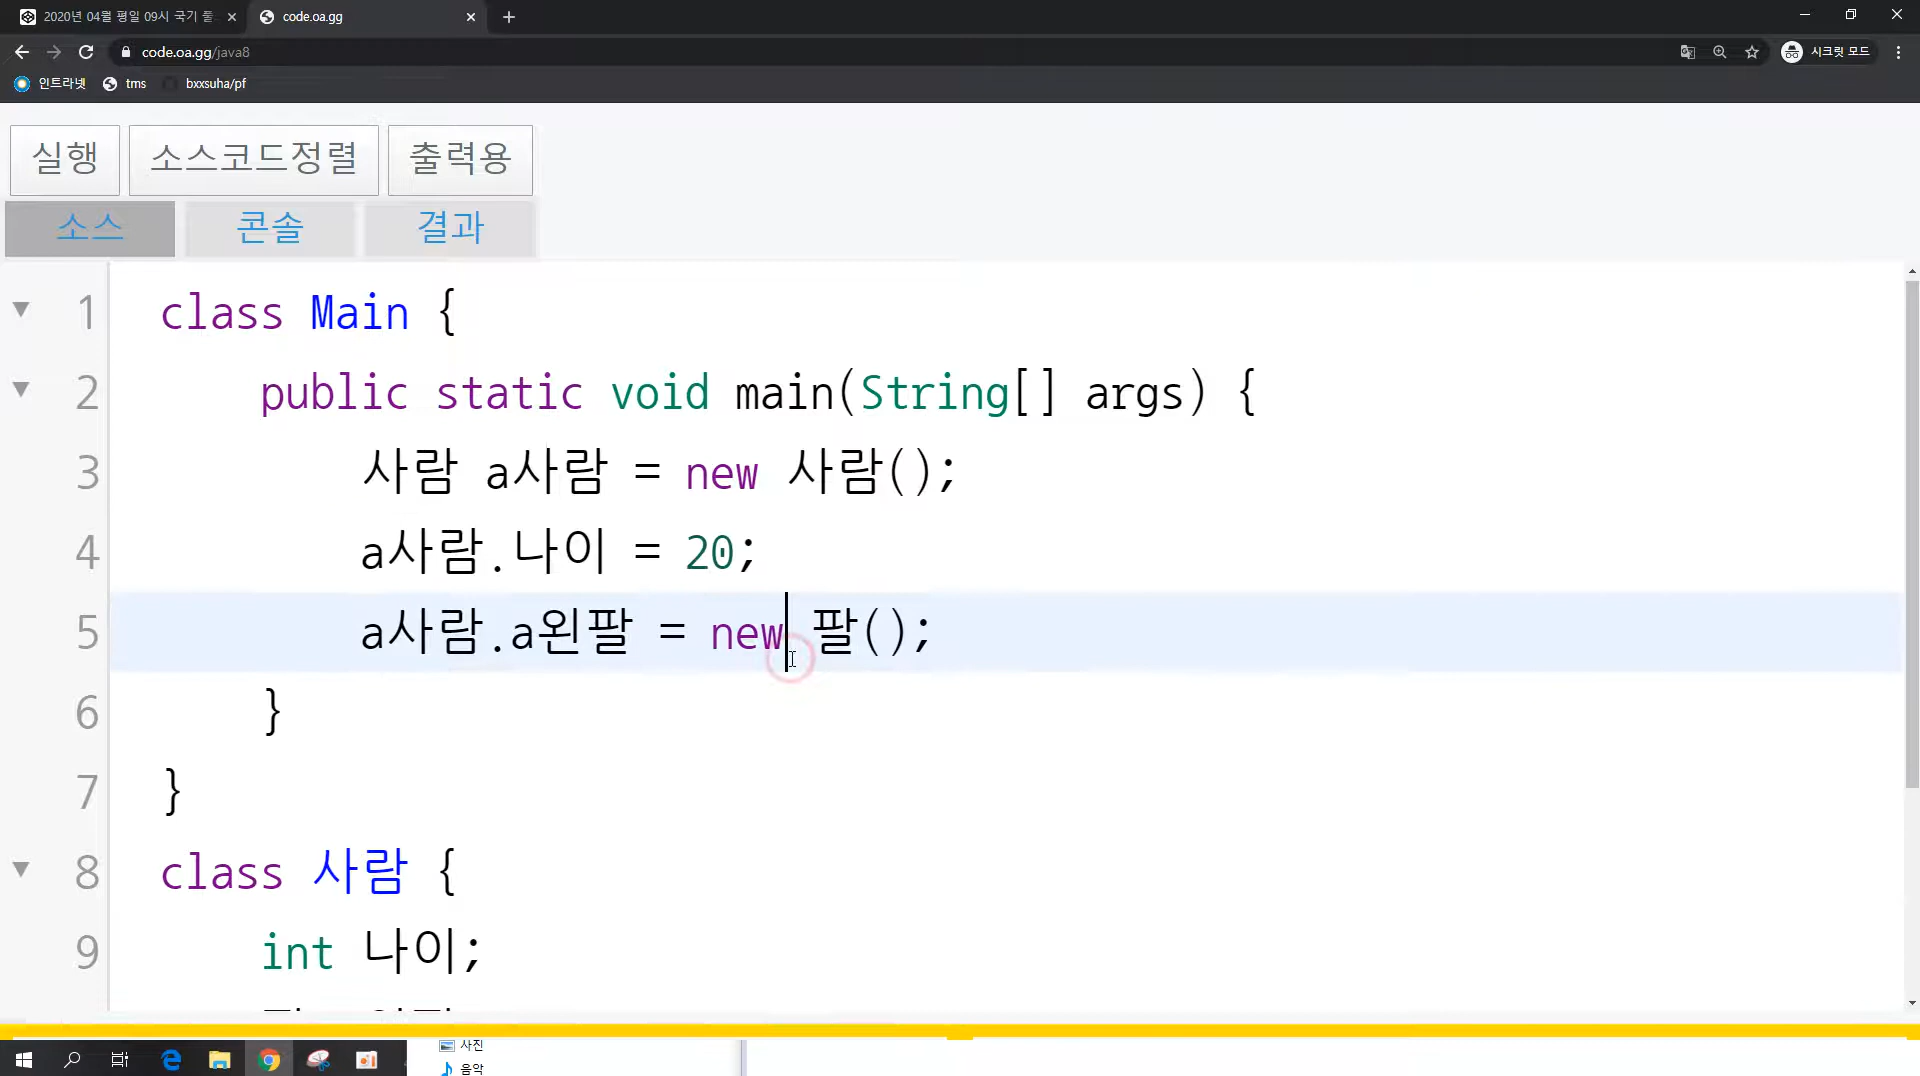 2020년 04월 평일 09시 국기 훌
code.oa.gg
code.oa.gg/java8
시크릿 모드
인트라넷
tms
bxxsuha/pf
실행
소스코드정렬
출력용
소스
콘솔
결과
1 class Main {
2 public static void main(String[] args) {
3 사람 a사람 = new 사람();
4 a사람.나이 = 20;
5 a사람.a왼팔 = new 팔();
6 }
7 }
8 class 사람 {
9 int 나이;
사진
음악